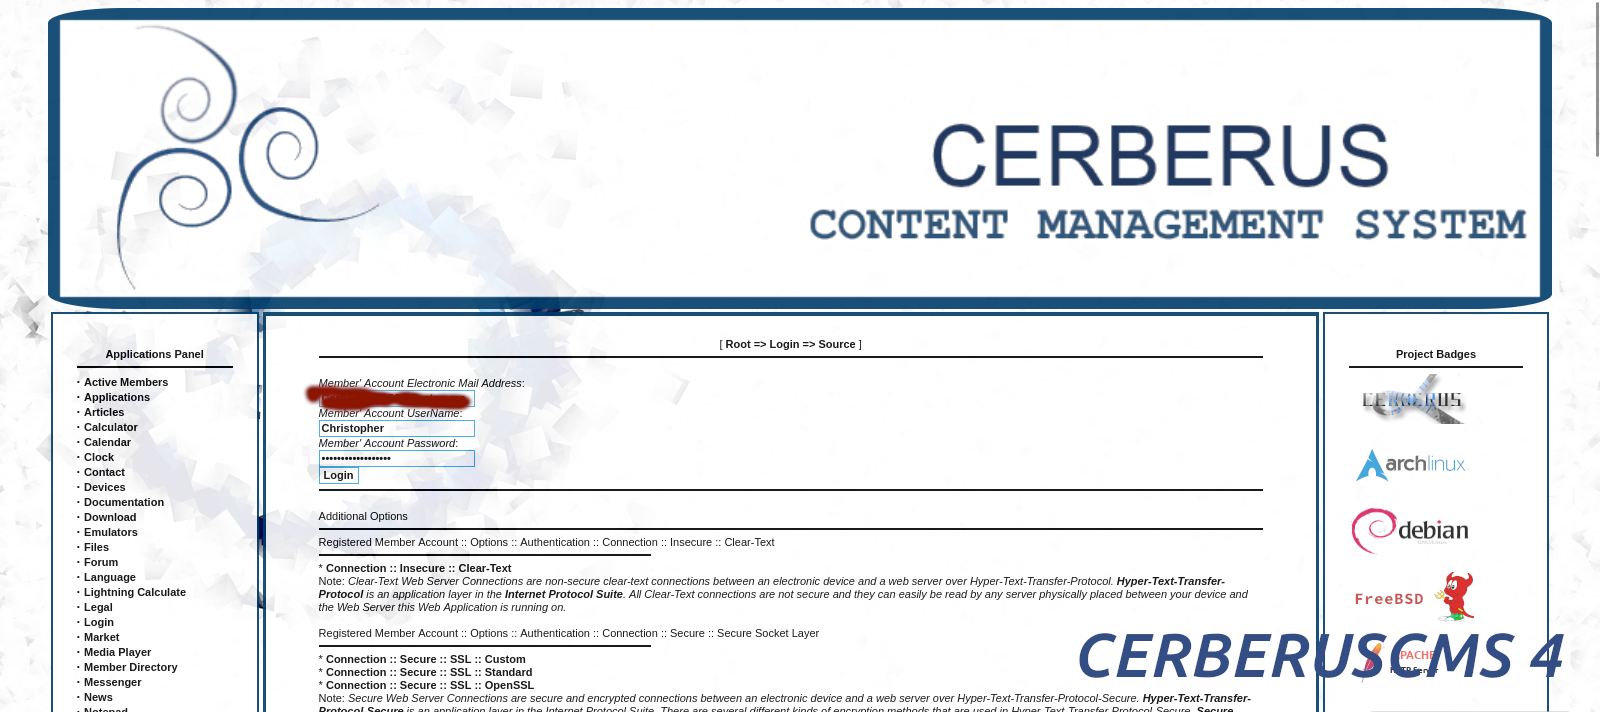 CERBERUS
CONTENT MANAGEMENT SYSTEM
Applications Panel
· Active Members
· Applications
· Articles
· Calculator
· Calendar
· Clock
· Contact
· Devices
· Documentation
· Download
· Emulators
· Files
· Forum
· Language
· Lightning Calculate
· Legal
· Login
· Market
· Media Player
· Member Directory
· Messenger
· News
· Notepad
[ Root => Login => Source ]
Member' Account Electronic Mail Address:
Member' Account UserName:
Christopher
Member' Account Password:
••••••••••••••••••
Login
Additional Options
Registered Member Account :: Options :: Authentication :: Connection :: Insecure :: Clear-Text
* Connection :: Insecure :: Clear-Text
Note: Clear-Text Web Server Connections are non-secure clear-text connections between an electronic device and a web server over Hyper-Text-Transfer-Protocol. Hyper-Text-Transfer-
Protocol is an application layer in the Internet Protocol Suite. All Clear-Text connections are not secure and they can easily be read by any server physically placed between your device and
the Web Server this Web Application is running on.
Registered Member Account :: Options :: Authentication :: Connection :: Secure :: Secure Socket Layer
* Connection :: Secure :: SSL :: Custom
* Connection :: Secure :: SSL :: Standard
* Connection :: Secure :: SSL :: OpenSSL
Note: Secure Web Server Connections are secure and encrypted connections between an electronic device and a web server over Hyper-Text-Transfer-Protocol-Secure. Hyper-Text-Transfer-
Protocol-Secure is an application layer in the Internet Protocol Suite. There are several different kinds of encryption methods that are used in Hyper-Text-Transfer-Protocol-Secure. Secure
Project Badges
CERBERUS
archlinux
debian
FreeBSD
APACHE
CERBERUSCMS 4